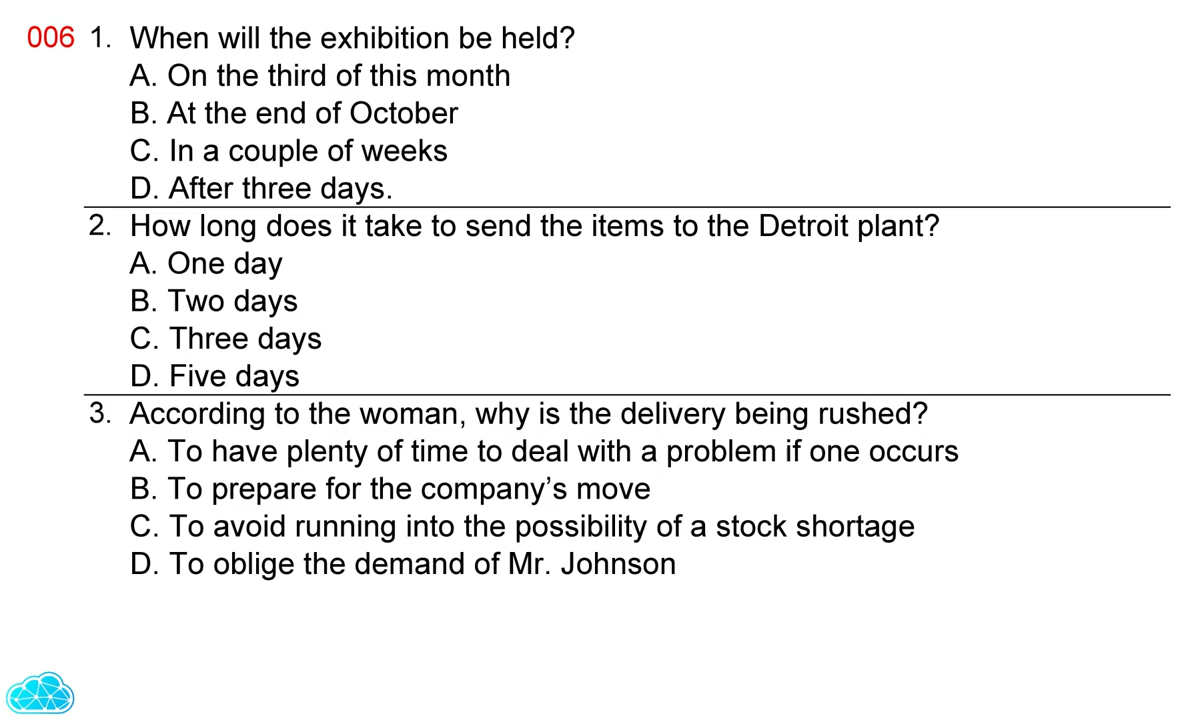 006 1. When will the exhibition be held?
A. On the third of this month
B. At the end of October
C. In a couple of weeks
D. After three days.
2. How long does it take to send the items to the Detroit plant?
A. One day
B. Two days
C. Three days
D. Five days
3. According to the woman, why is the delivery being rushed?
A. To have plenty of time to deal with a problem if one occurs
B. To prepare for the company’s move
C. To avoid running into the possibility of a stock shortage
D. To oblige the demand of Mr. Johnson